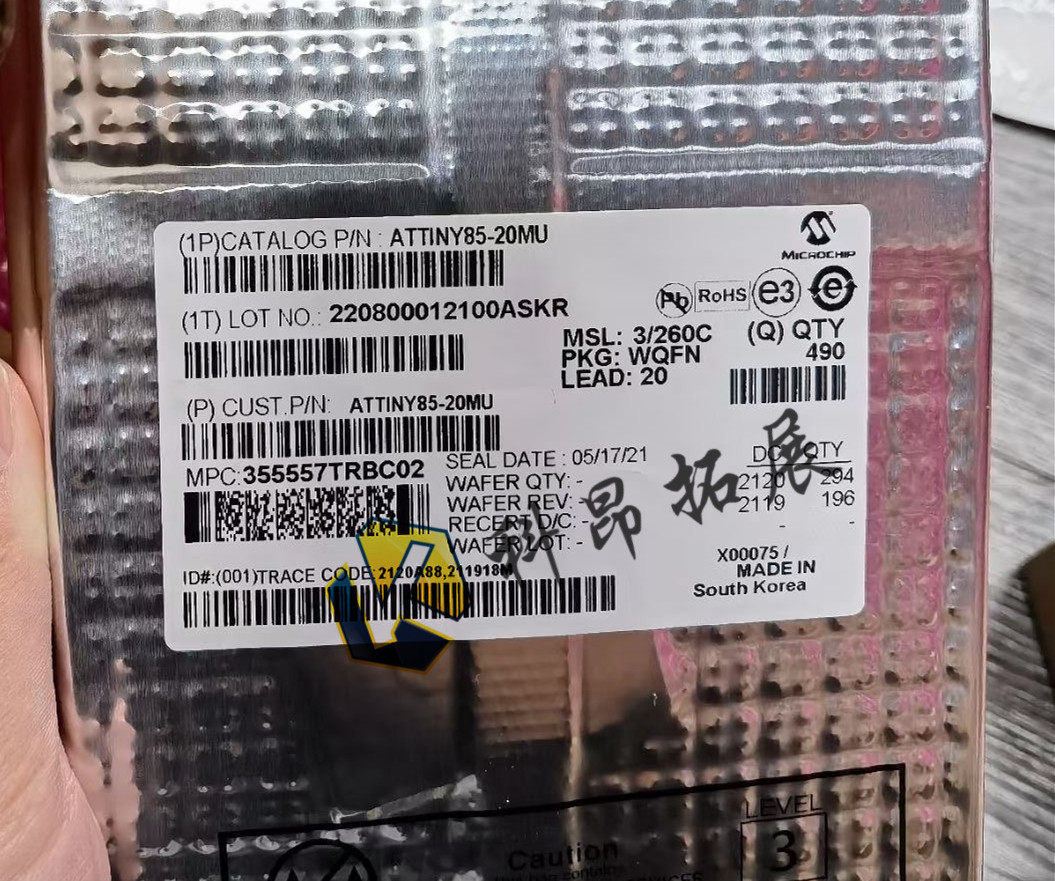 (1P)CATALOG P/N : ATTINY85-20MU
MICROCHIP
(1T) LOT NO.: 220800012100ASKR
Pb RoHS e3 e
MSL: 3/260C
PKG: WQFN
LEAD: 20
(Q) QTY
490
(P) CUST.P/N: ATTINY85-20MU
MPC:355557TRBC02
SEAL DATE : 05/17/21
WAFER QTY: -
WAFER REV: -
RECERT D/C: -
WAFER LOT: -
DC QTY
2120 294
2119 196
- -
科昂拓展
ID#:(001)TRACE CODE:2120A88,211918M
X00075 /
MADE IN
South Korea
LEVEL
3
Caution